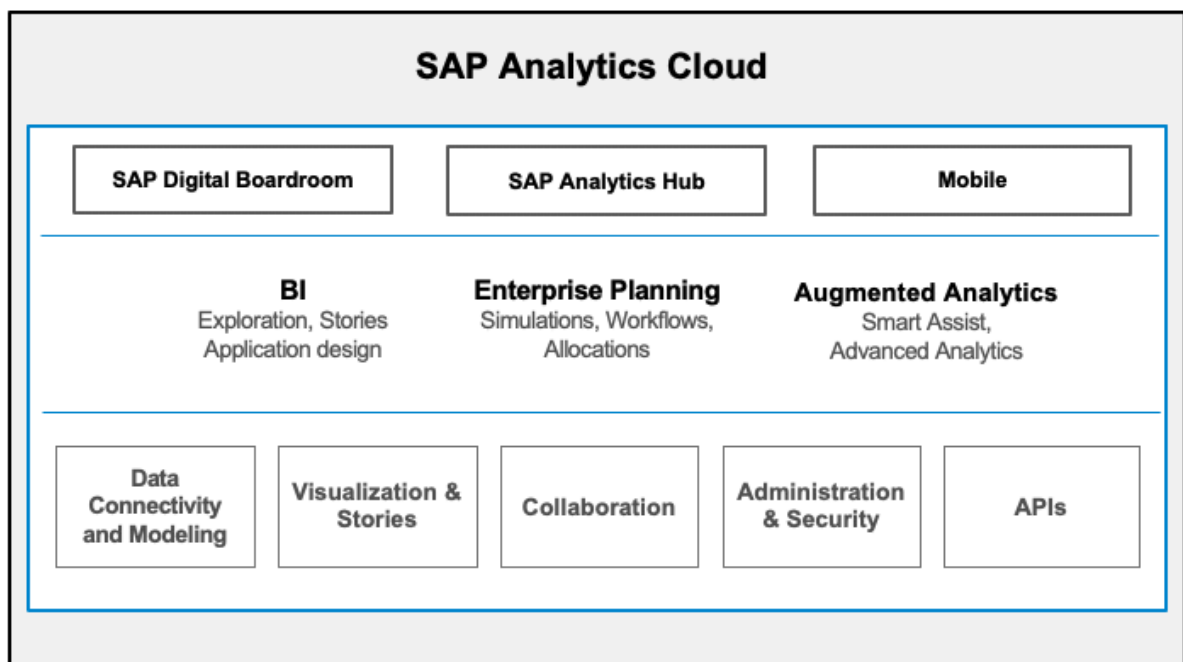 SAP Analytics Cloud
SAP Digital Boardroom
SAP Analytics Hub
Mobile
BI
Exploration, Stories
Application design
Enterprise Planning
Simulations, Workflows,
Allocations
Augmented Analytics
Smart Assist,
Advanced Analytics
Data
Connectivity
and Modeling
Visualization &
Stories
Collaboration
Administration
& Security
APIs